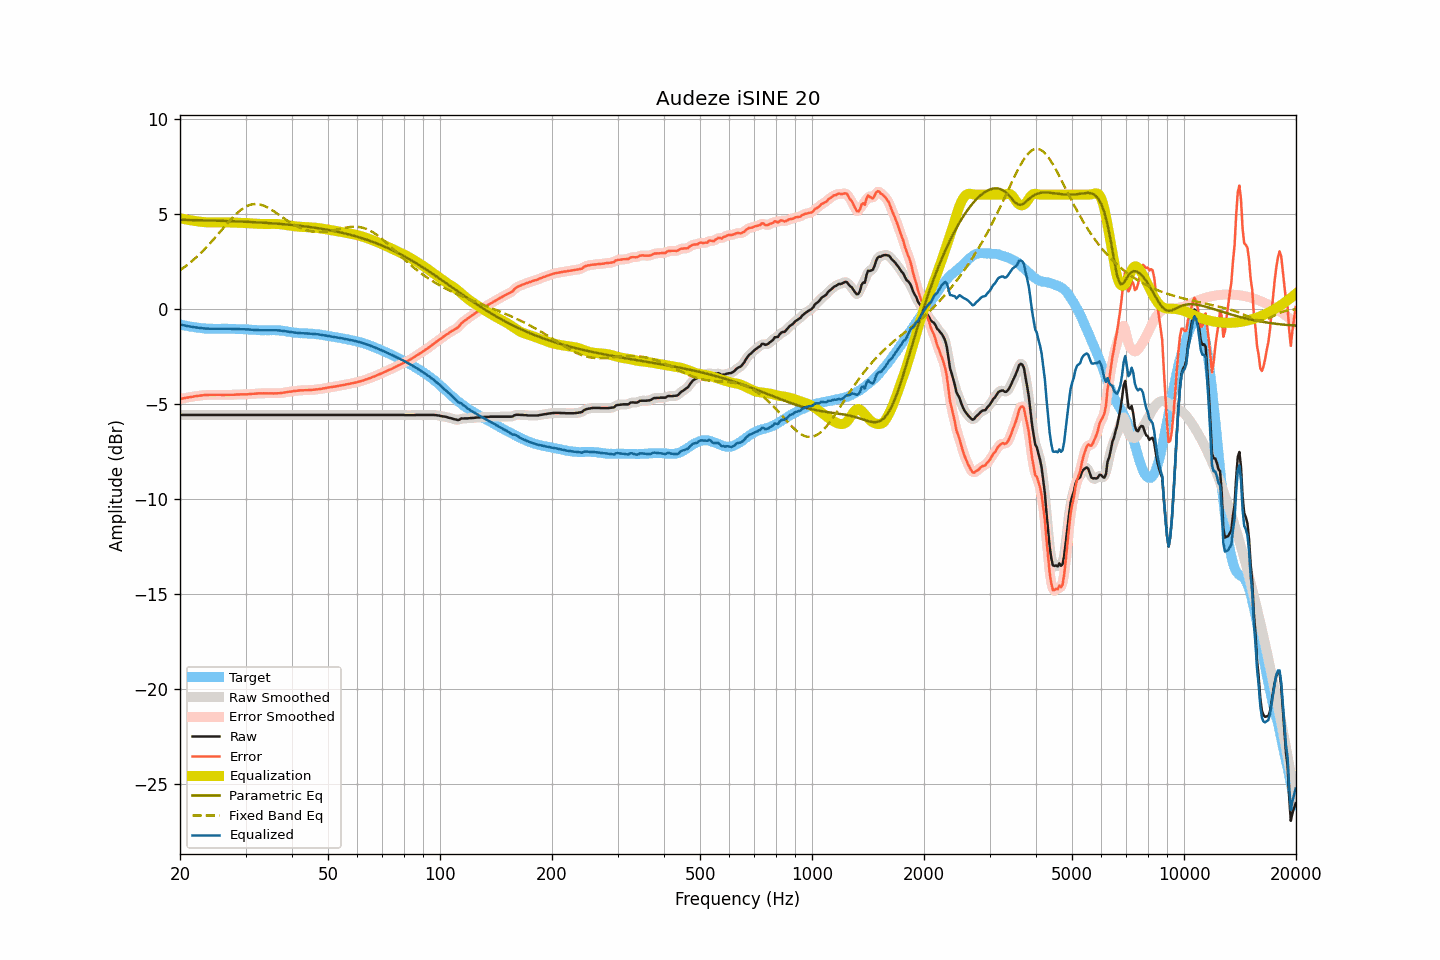 Audeze iSINE 20
Amplitude (dBr)
10
5
0
−5
−10
−15
−20
−25
Target
Raw Smoothed
Error Smoothed
Raw
Error
Equalization
Parametric Eq
Fixed Band Eq
Equalized
20 50 100 200 500 1000 2000 5000 10000 20000
Frequency (Hz)